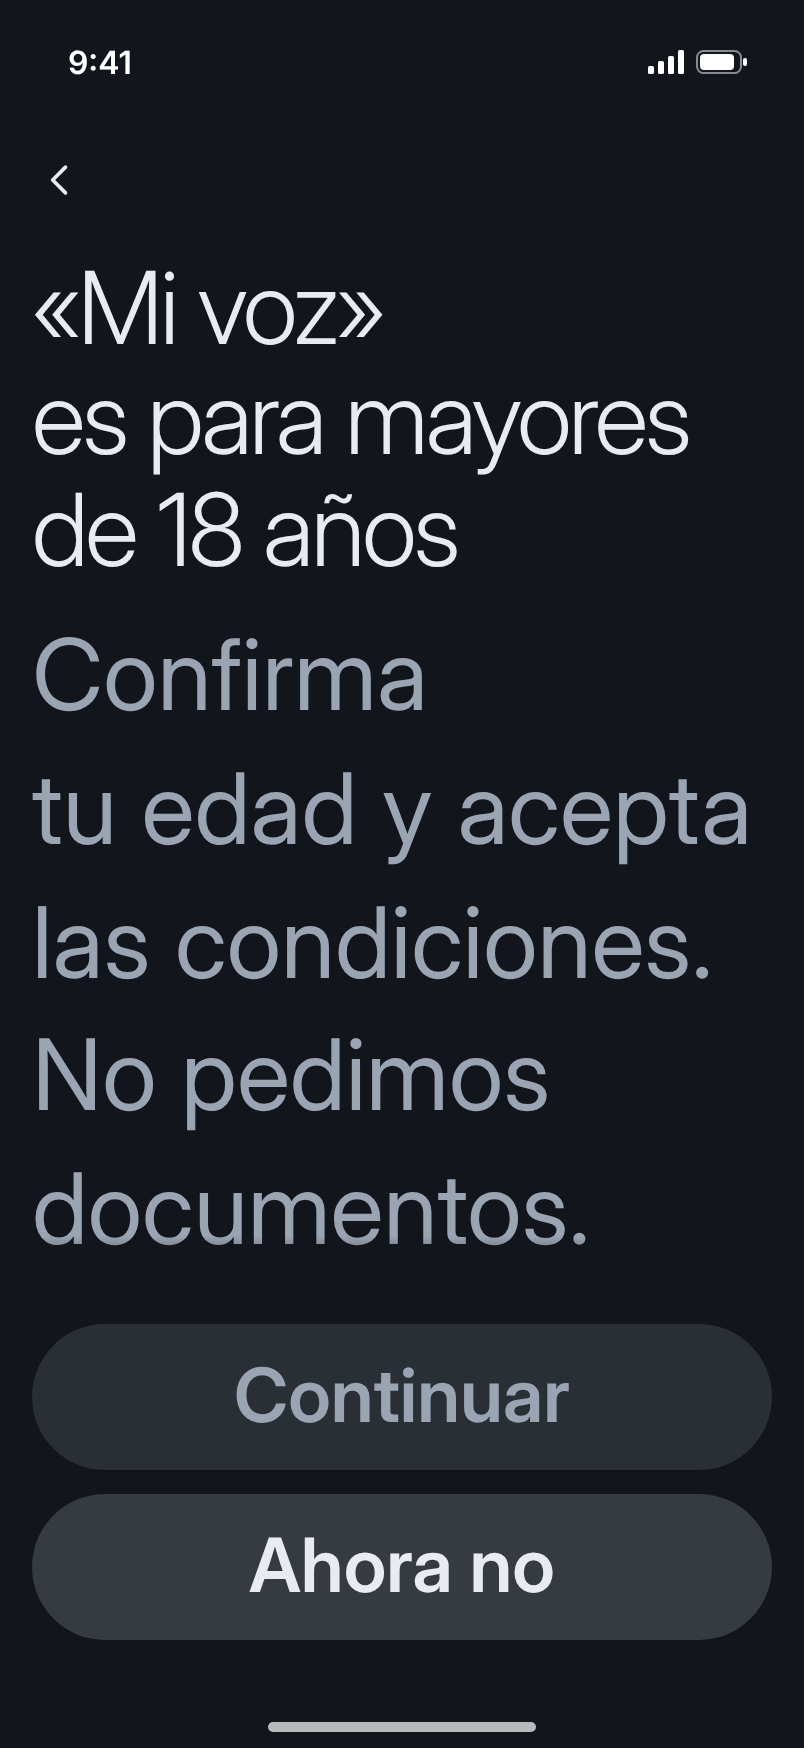 9:41
«Mi voz»
es para mayores
de 18 años
Confirma
tu edad y acepta
las condiciones.
No pedimos
documentos.
Continuar
Ahora no